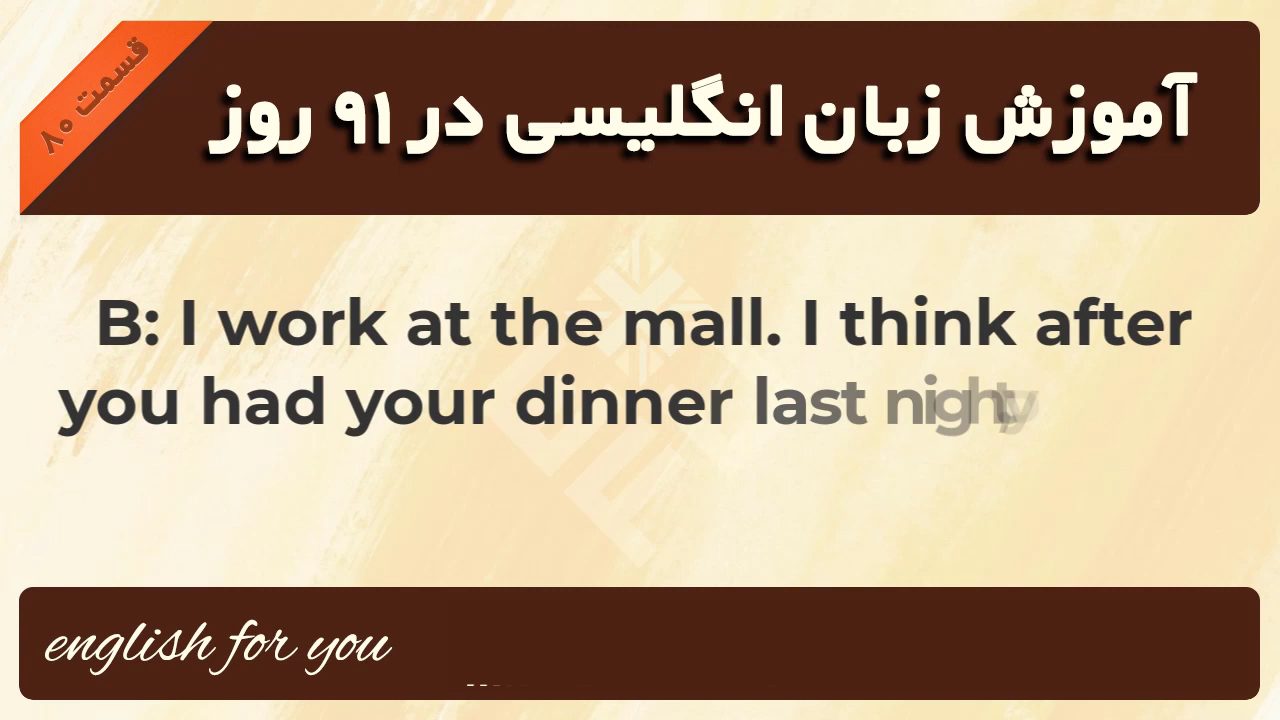 قسمت ۸۰
آموزش زبان انگلیسی در ۹۱ روز
B: I work at the mall. I think after
you had your dinner last night,
english for you